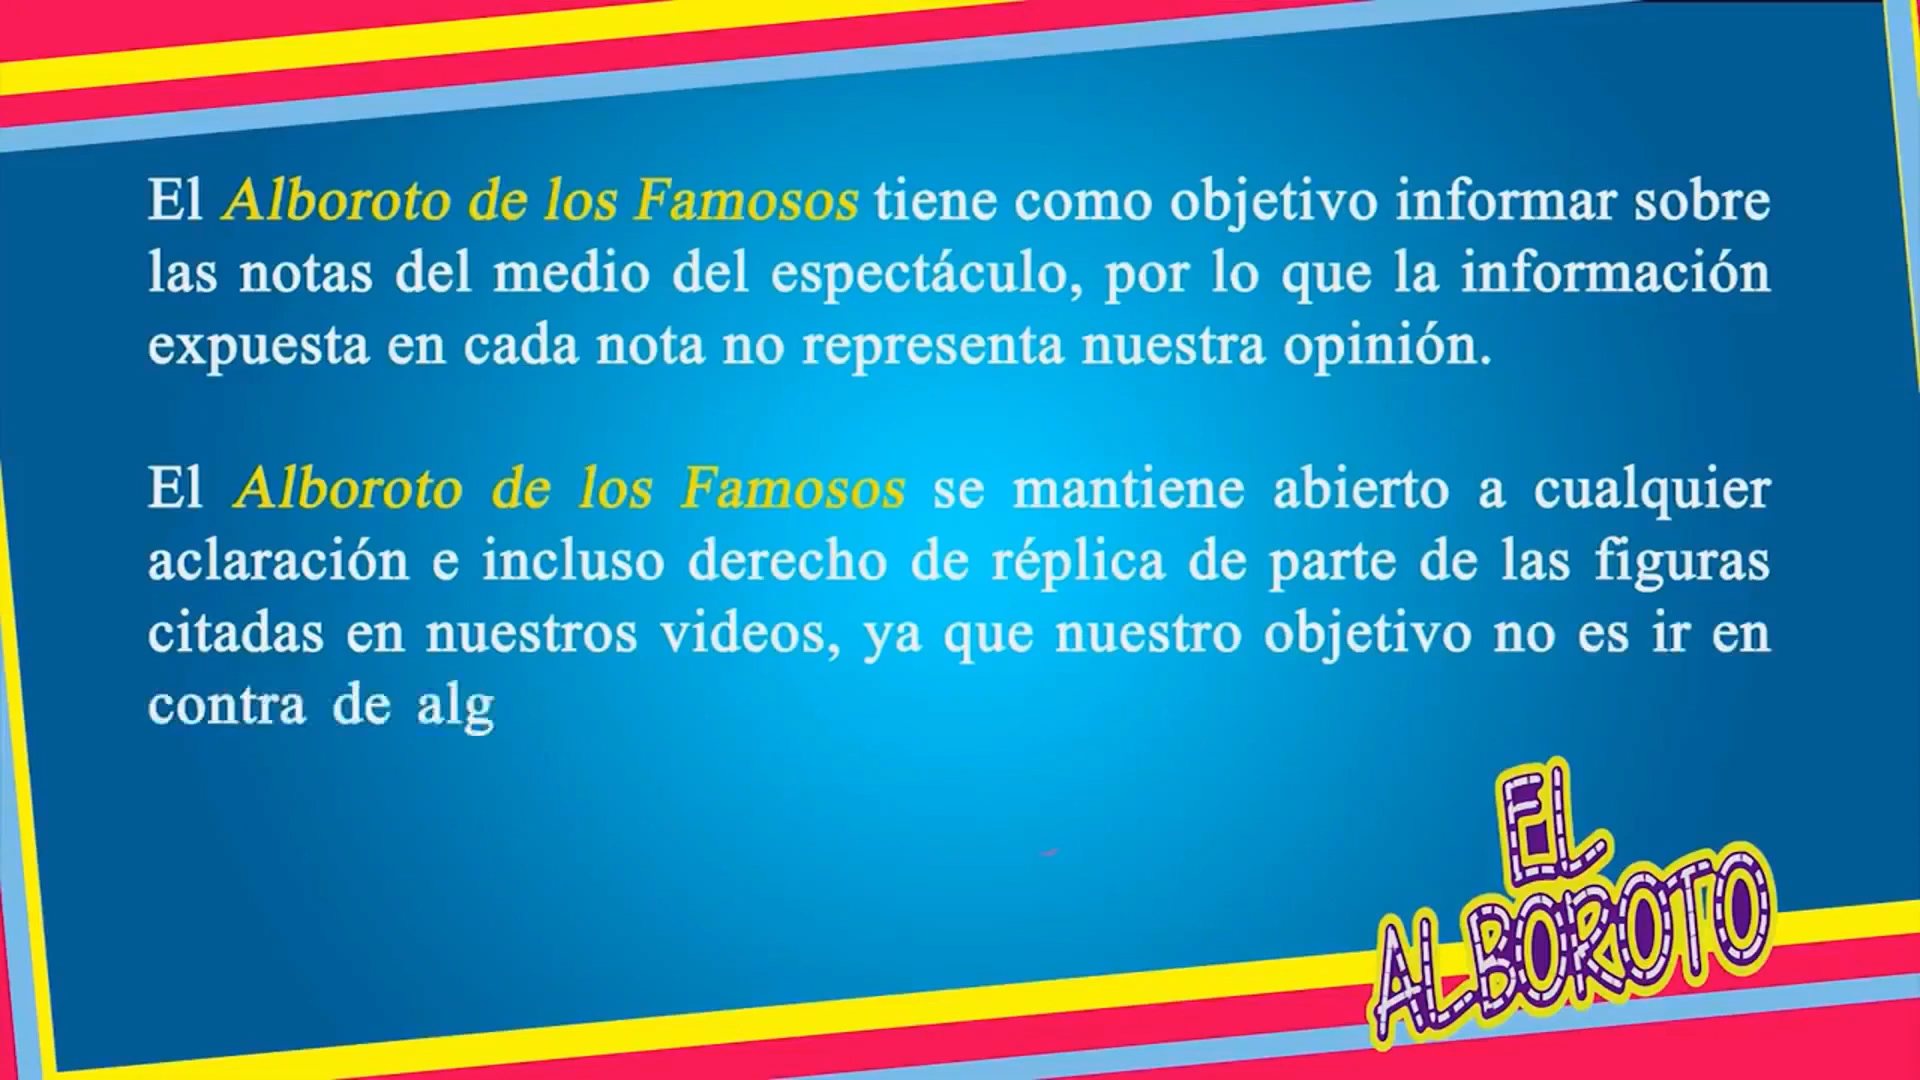 El Alboroto de los Famosos tiene como objetivo informar sobre
las notas del medio del espectáculo, por lo que la información
expuesta en cada nota no representa nuestra opinión.
El Alboroto de los Famosos se mantiene abierto a cualquier
aclaración e incluso derecho de réplica de parte de las figuras
citadas en nuestros videos, ya que nuestro objetivo no es ir en
contra de alg
EL
ALBOROTO